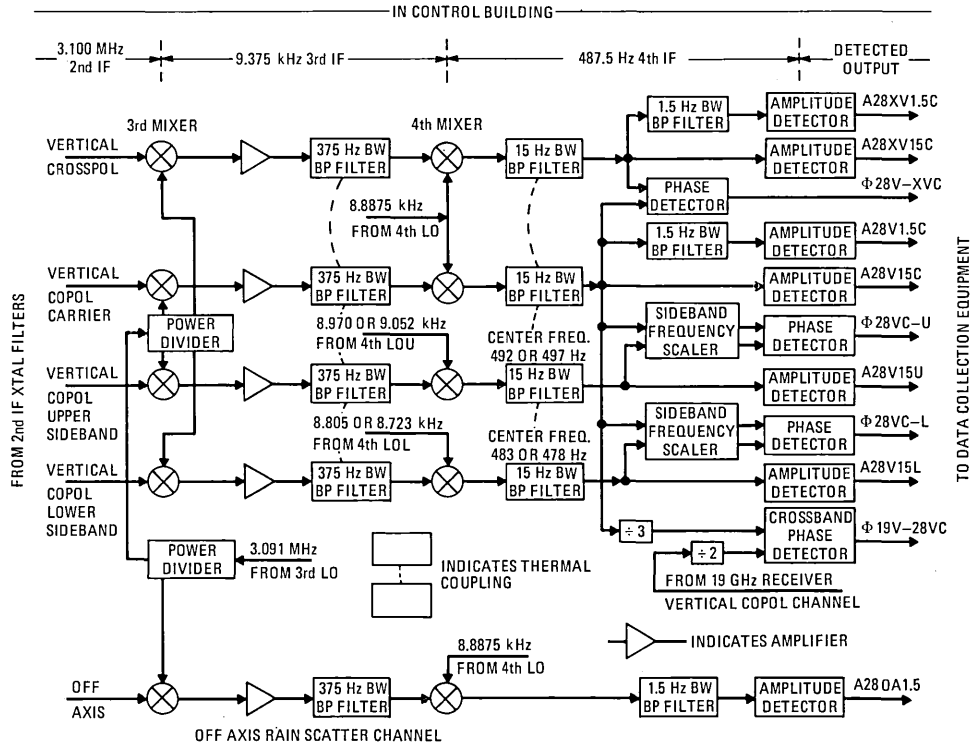 IN CONTROL BUILDING
3.100 MHz
2nd IF
9.375 kHz 3rd IF
487.5 Hz 4th IF
DETECTED
OUTPUT
3rd MIXER
4th MIXER
VERTICAL
CROSSPOL
375 Hz BW
BP FILTER
15 Hz BW
BP FILTER
1.5 Hz BW
BP FILTER
AMPLITUDE
DETECTOR
A28XV1.5C
AMPLITUDE
DETECTOR
A28XV15C
PHASE
DETECTOR
Φ28V–XVC
8.8875 kHz
FROM 4th LO
1.5 Hz BW
BP FILTER
AMPLITUDE
DETECTOR
A28V1.5C
VERTICAL
COPOL
CARRIER
375 Hz BW
BP FILTER
15 Hz BW
BP FILTER
AMPLITUDE
DETECTOR
A28V15C
POWER
DIVIDER
8.970 OR 9.052 kHz
FROM 4th LOU
CENTER FREQ.
492 OR 497 Hz
SIDEBAND
FREQUENCY
SCALER
PHASE
DETECTOR
Φ28VC–U
VERTICAL
COPOL
UPPER
SIDEBAND
375 Hz BW
BP FILTER
15 Hz BW
BP FILTER
AMPLITUDE
DETECTOR
A28V15U
8.805 OR 8.723 kHz
FROM 4th LOL
CENTER FREQ.
483 OR 478 Hz
SIDEBAND
FREQUENCY
SCALER
PHASE
DETECTOR
Φ28VC–L
VERTICAL
COPOL
LOWER
SIDEBAND
375 Hz BW
BP FILTER
15 Hz BW
BP FILTER
AMPLITUDE
DETECTOR
A28V15L
÷3
÷2
CROSSBAND
PHASE
DETECTOR
Φ19V–28VC
FROM 19 GHz RECEIVER
VERTICAL COPOL CHANNEL
POWER
DIVIDER
3.091 MHz
FROM 3rd LO
INDICATES THERMAL
COUPLING
INDICATES AMPLIFIER
8.8875 kHz
FROM 4th LO
OFF
AXIS
375 Hz BW
BP FILTER
1.5 Hz BW
BP FILTER
AMPLITUDE
DETECTOR
A28OA1.5
OFF AXIS RAIN SCATTER CHANNEL
FROM 2nd IF XTAL FILTERS
TO DATA COLLECTION EQUIPMENT